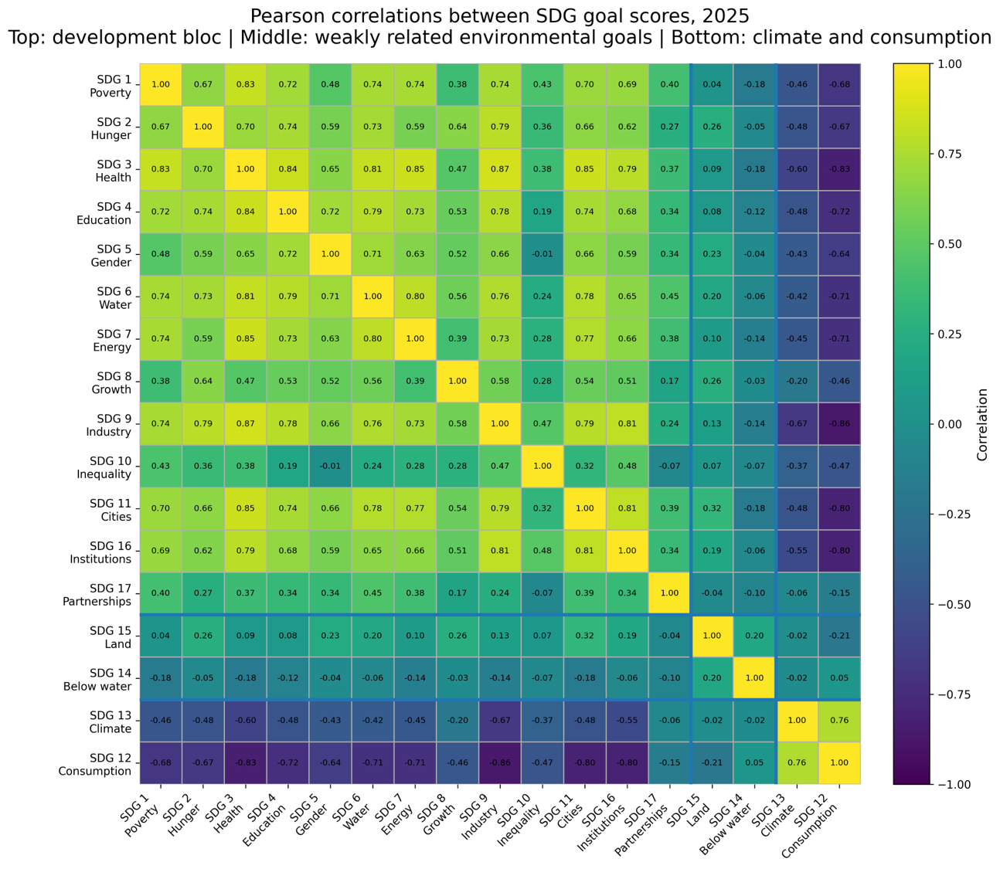 Pearson correlations between SDG goal scores, 2025
Top: development bloc | Middle: weakly related environmental goals | Bottom: climate and consumption
SDG 1
Poverty
1.00 0.67 0.83 0.72 0.48 0.74 0.74 0.38 0.74 0.43 0.70 0.69 0.40 0.04 -0.18 -0.46 -0.68
SDG 2
Hunger
0.67 1.00 0.70 0.74 0.59 0.73 0.59 0.64 0.79 0.36 0.66 0.62 0.27 0.26 -0.05 -0.48 -0.67
SDG 3
Health
0.83 0.70 1.00 0.84 0.65 0.81 0.85 0.47 0.87 0.38 0.85 0.79 0.37 0.09 -0.18 -0.60 -0.83
SDG 4
Education
0.72 0.74 0.84 1.00 0.72 0.79 0.73 0.53 0.78 0.19 0.74 0.68 0.34 0.08 -0.12 -0.48 -0.72
SDG 5
Gender
0.48 0.59 0.65 0.72 1.00 0.71 0.63 0.52 0.66 -0.01 0.66 0.59 0.34 0.23 -0.04 -0.43 -0.64
SDG 6
Water
0.74 0.73 0.81 0.79 0.71 1.00 0.80 0.56 0.76 0.24 0.78 0.65 0.45 0.20 -0.06 -0.42 -0.71
SDG 7
Energy
0.74 0.59 0.85 0.73 0.63 0.80 1.00 0.39 0.73 0.28 0.77 0.66 0.38 0.10 -0.14 -0.45 -0.71
SDG 8
Growth
0.38 0.64 0.47 0.53 0.52 0.56 0.39 1.00 0.58 0.28 0.54 0.51 0.17 0.26 -0.03 -0.20 -0.46
SDG 9
Industry
0.74 0.79 0.87 0.78 0.66 0.76 0.73 0.58 1.00 0.47 0.79 0.81 0.24 0.13 -0.14 -0.67 -0.86
SDG 10
Inequality
0.43 0.36 0.38 0.19 -0.01 0.24 0.28 0.28 0.47 1.00 0.32 0.48 -0.07 0.07 -0.07 -0.37 -0.47
SDG 11
Cities
0.70 0.66 0.85 0.74 0.66 0.78 0.77 0.54 0.79 0.32 1.00 0.81 0.39 0.32 -0.18 -0.48 -0.80
SDG 16
Institutions
0.69 0.62 0.79 0.68 0.59 0.65 0.66 0.51 0.81 0.48 0.81 1.00 0.34 0.19 -0.06 -0.55 -0.80
SDG 17
Partnerships
0.40 0.27 0.37 0.34 0.34 0.45 0.38 0.17 0.24 -0.07 0.39 0.34 1.00 -0.04 -0.10 -0.06 -0.15
SDG 15
Land
0.04 0.26 0.09 0.08 0.23 0.20 0.10 0.26 0.13 0.07 0.32 0.19 -0.04 1.00 0.20 -0.02 -0.21
SDG 14
Below water
-0.18 -0.05 -0.18 -0.12 -0.04 -0.06 -0.14 -0.03 -0.14 -0.07 -0.18 -0.06 -0.10 0.20 1.00 -0.02 0.05
SDG 13
Climate
-0.46 -0.48 -0.60 -0.48 -0.43 -0.42 -0.45 -0.20 -0.67 -0.37 -0.48 -0.55 -0.06 -0.02 -0.02 1.00 0.76
SDG 12
Consumption
-0.68 -0.67 -0.83 -0.72 -0.64 -0.71 -0.71 -0.46 -0.86 -0.47 -0.80 -0.80 -0.15 -0.21 0.05 0.76 1.00
SDG 1
Poverty
SDG 2
Hunger
SDG 3
Health
SDG 4
Education
SDG 5
Gender
SDG 6
Water
SDG 7
Energy
SDG 8
Growth
SDG 9
Industry
SDG 10
Inequality
SDG 11
Cities
SDG 16
Institutions
SDG 17
Partnerships
SDG 15
Land
SDG 14
Below water
SDG 13
Climate
SDG 12
Consumption
1.00
0.75
0.50
0.25
0.00
−0.25
−0.50
−0.75
−1.00
Correlation